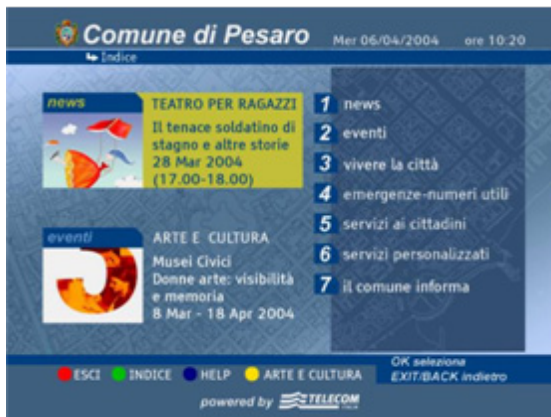 Comune di Pesaro
Mer 06/04/2004 ore 10:20
Indice
news
TEATRO PER RAGAZZI
Il tenace soldatino di
stagno e altre storie
28 Mar 2004
(17.00-18.00)
eventi
ARTE E CULTURA
Musei Civici
Donne arte: visibilità
e memoria
8 Mar - 18 Apr 2004
1 news
2 eventi
3 vivere la città
4 emergenze-numeri utili
5 servizi ai cittadini
6 servizi personalizzati
7 il comune informa
ESCI INDICE HELP ARTE E CULTURA
OK seleziona
EXIT/BACK indietro
powered by TELECOM